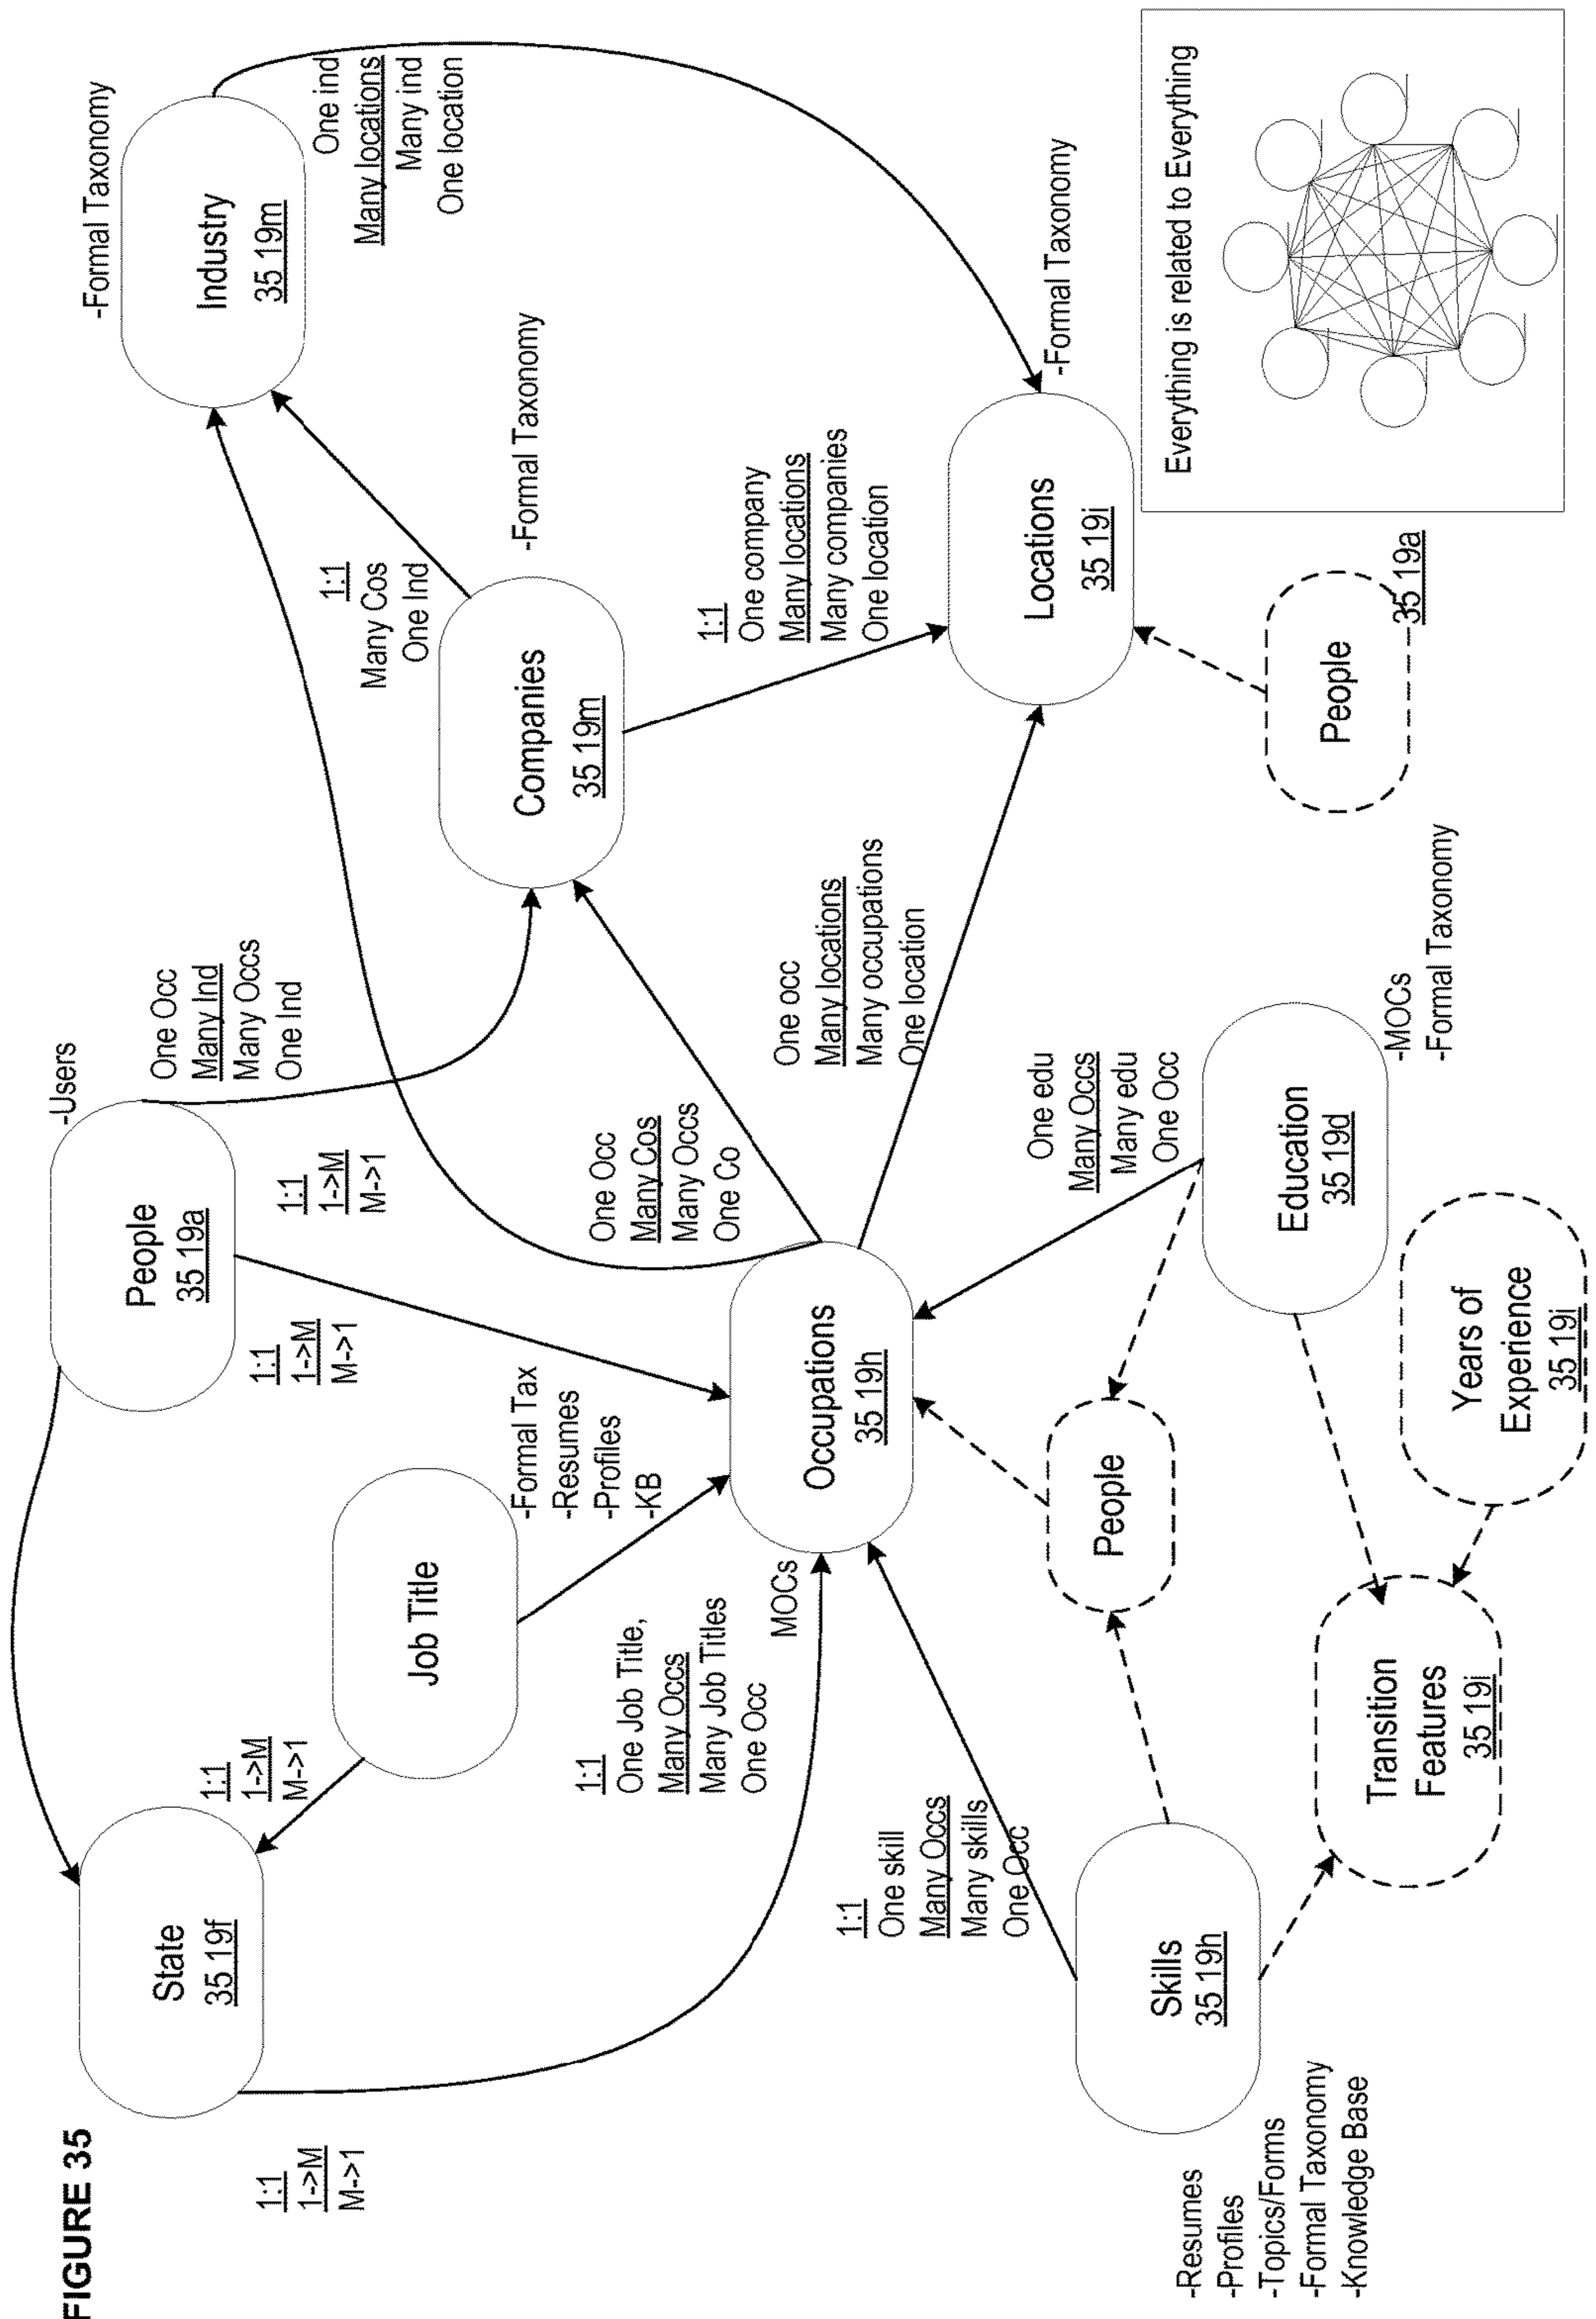 FIGURE 35
State
35 19f
1:1
1->M
M->1
1:1
1->M
M->1
Job Title
People
35 19a
-Users
1:1
1->M
M->1
1:1
1->M
M->1
One Occ
Many Ind
Many Occs
One Ind
-Formal Taxonomy
Industry
35 19m
One ind
Many locations
Many ind
One location
1:1
Many Cos
One Ind
-Formal Taxonomy
Companies
35 19m
1:1
One company
Many locations
Many companies
One location
-Formal Tax
-Resumes
-Profiles
-KB
1:1
One Job Title,
Many Occs
Many Job Titles
One Occ
MOCs
Occupations
35 19h
One Occ
Many Cos
Many Occs
One Co
One occ
Many locations
Many occupations
One location
-Formal Taxonomy
Locations
35 19i
1:1
One skill
Many Occs
Many skills
One Occ
Skills
35 19h
-Resumes
-Profiles
-Topics/Forms
-Formal Taxonomy
-Knowledge Base
People
One edu
Many Occs
Many edu
One Occ
Education
35 19d
-MOCs
-Formal Taxonomy
Transition
Features
35 19i
Years of
Experience
35 19i
People
35 19a
Everything is related to Everything